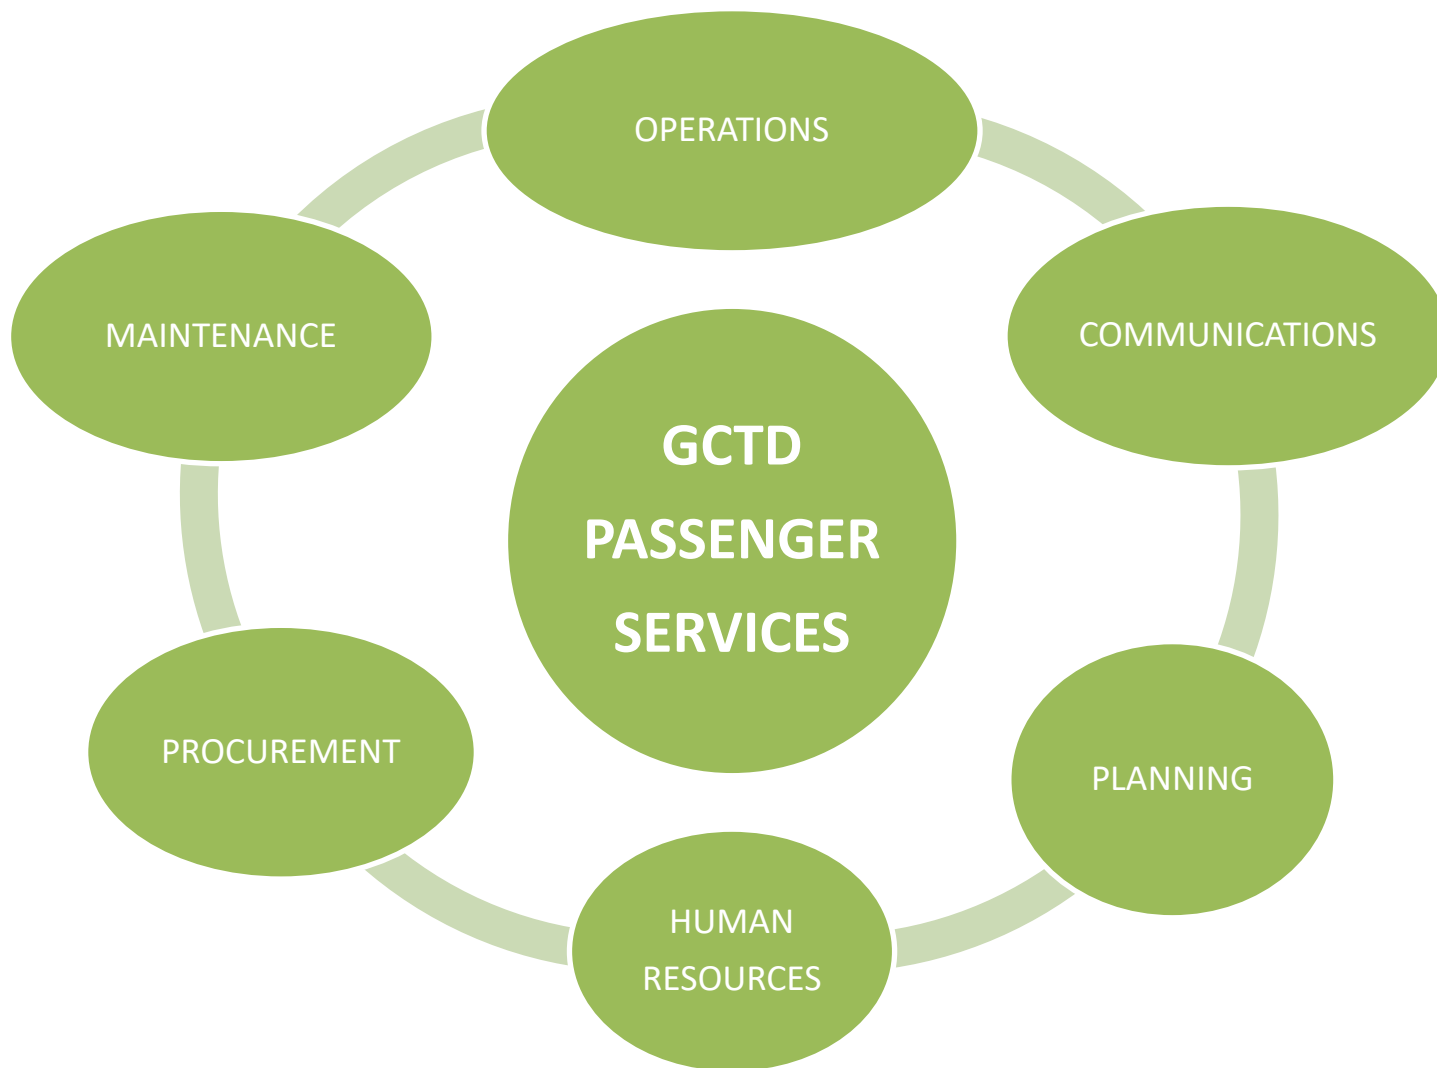 OPERATIONS
COMMUNICATIONS
PLANNING
HUMAN
RESOURCES
PROCUREMENT
MAINTENANCE
GCTD
PASSENGER
SERVICES